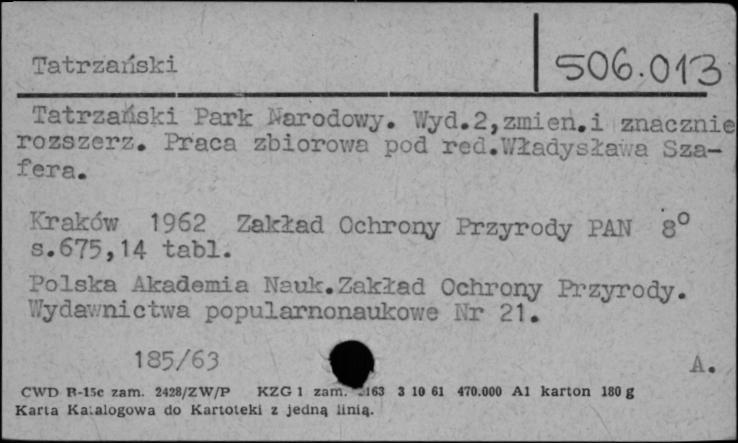 Tatrzański
506.013
Tatrzański Park Narodowy. Wyd.2,zmien.i znacznie
rozszerz. Praca zbiorowa pod red.Władysława Sza-
fera.
Kraków 1962 Zakład Ochrony Przyrody PAN 8°
s.675,14 tabl.
Polska Akademia Nauk.Zakład Ochrony Przyrody.
Wydawnictwa popularnonaukowe Nr 21.
185/63
A.
CWD B-15c zam. 2428/ZW/P KZG 1 zam. 3 10 61 470.000 A1 karton 180 g
Karta Katalogowa do Kartoteki z jedną linią.